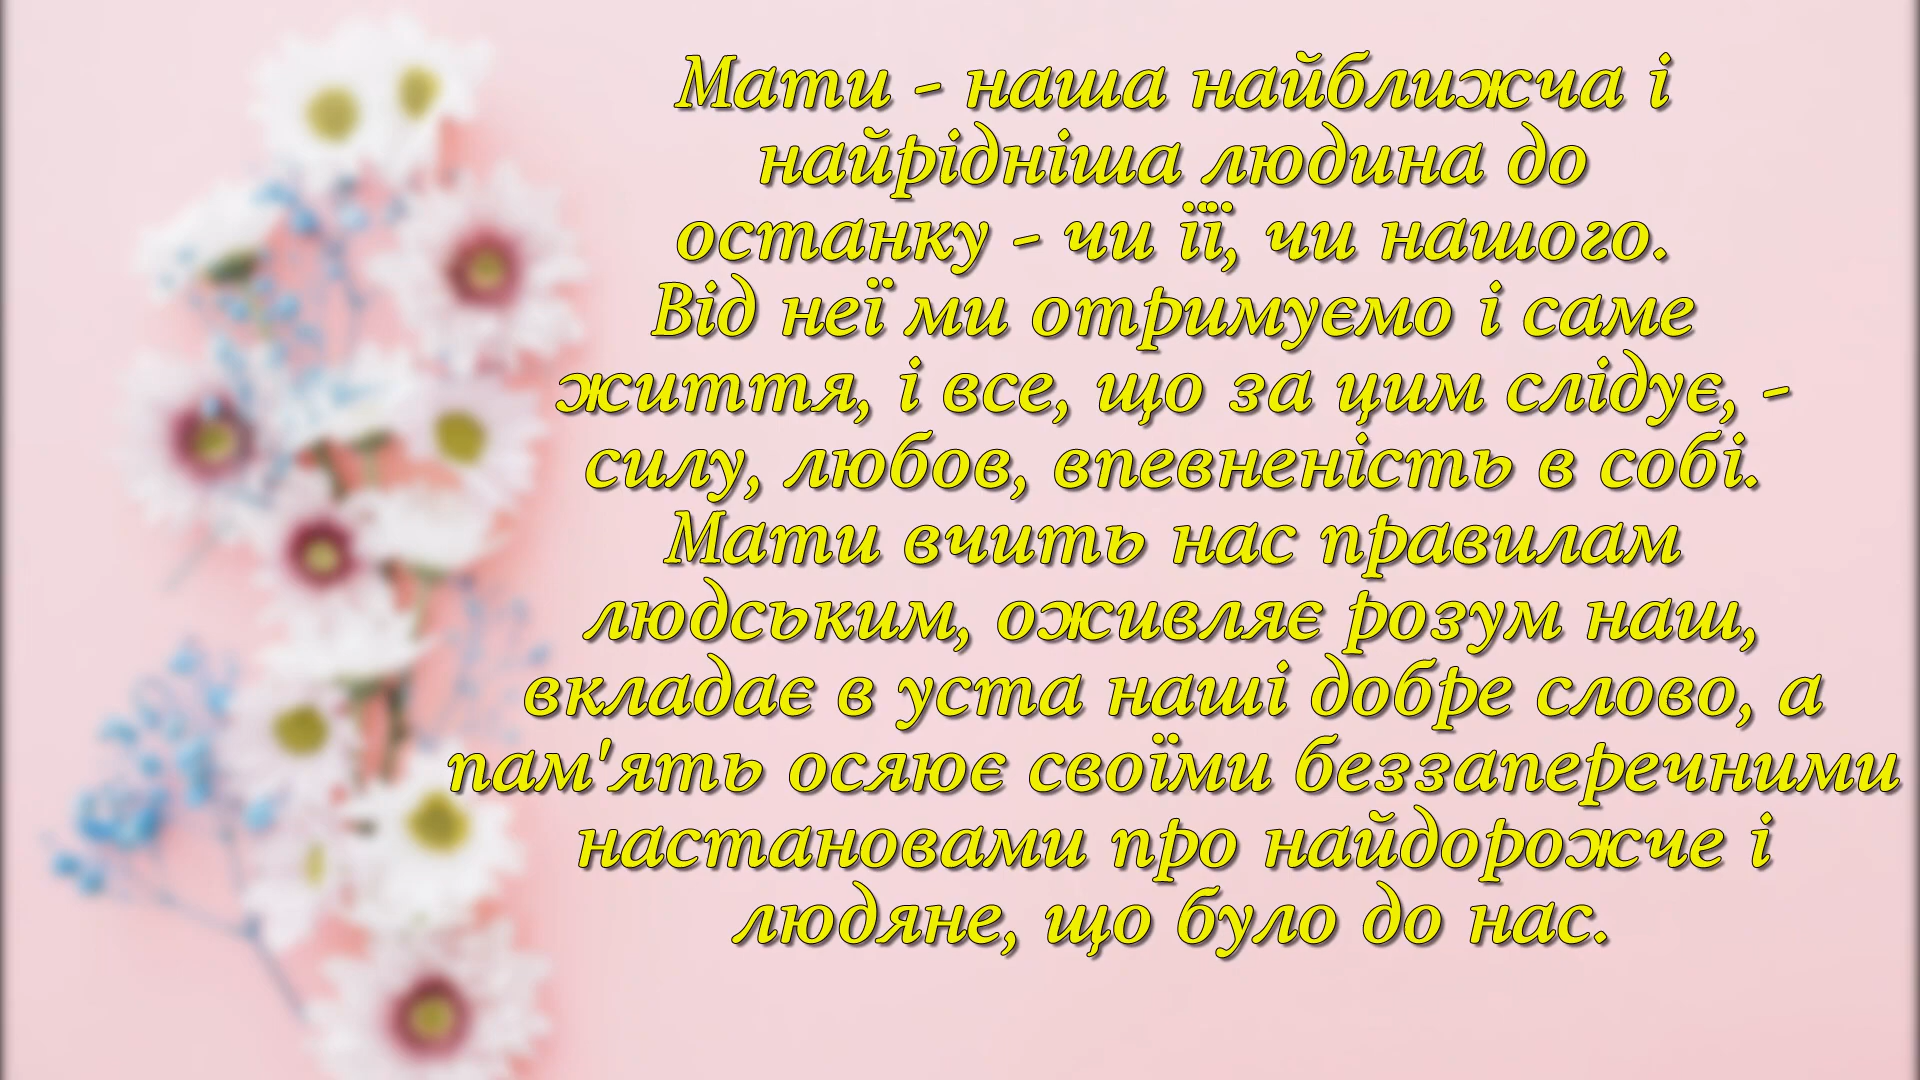 Мати - наша найближча і
найрідніша людина до
останку - чи її, чи нашого.
Від неї ми отримуємо і саме
життя, і все, що за цим слідує, -
силу, любов, впевненість в собі.
Мати вчить нас правилам
людським, оживляє розум наш,
вкладає в уста наші добре слово, а
пам'ять осяює своїми беззаперечними
настановами про найдорожче і
людяне, що було до нас.